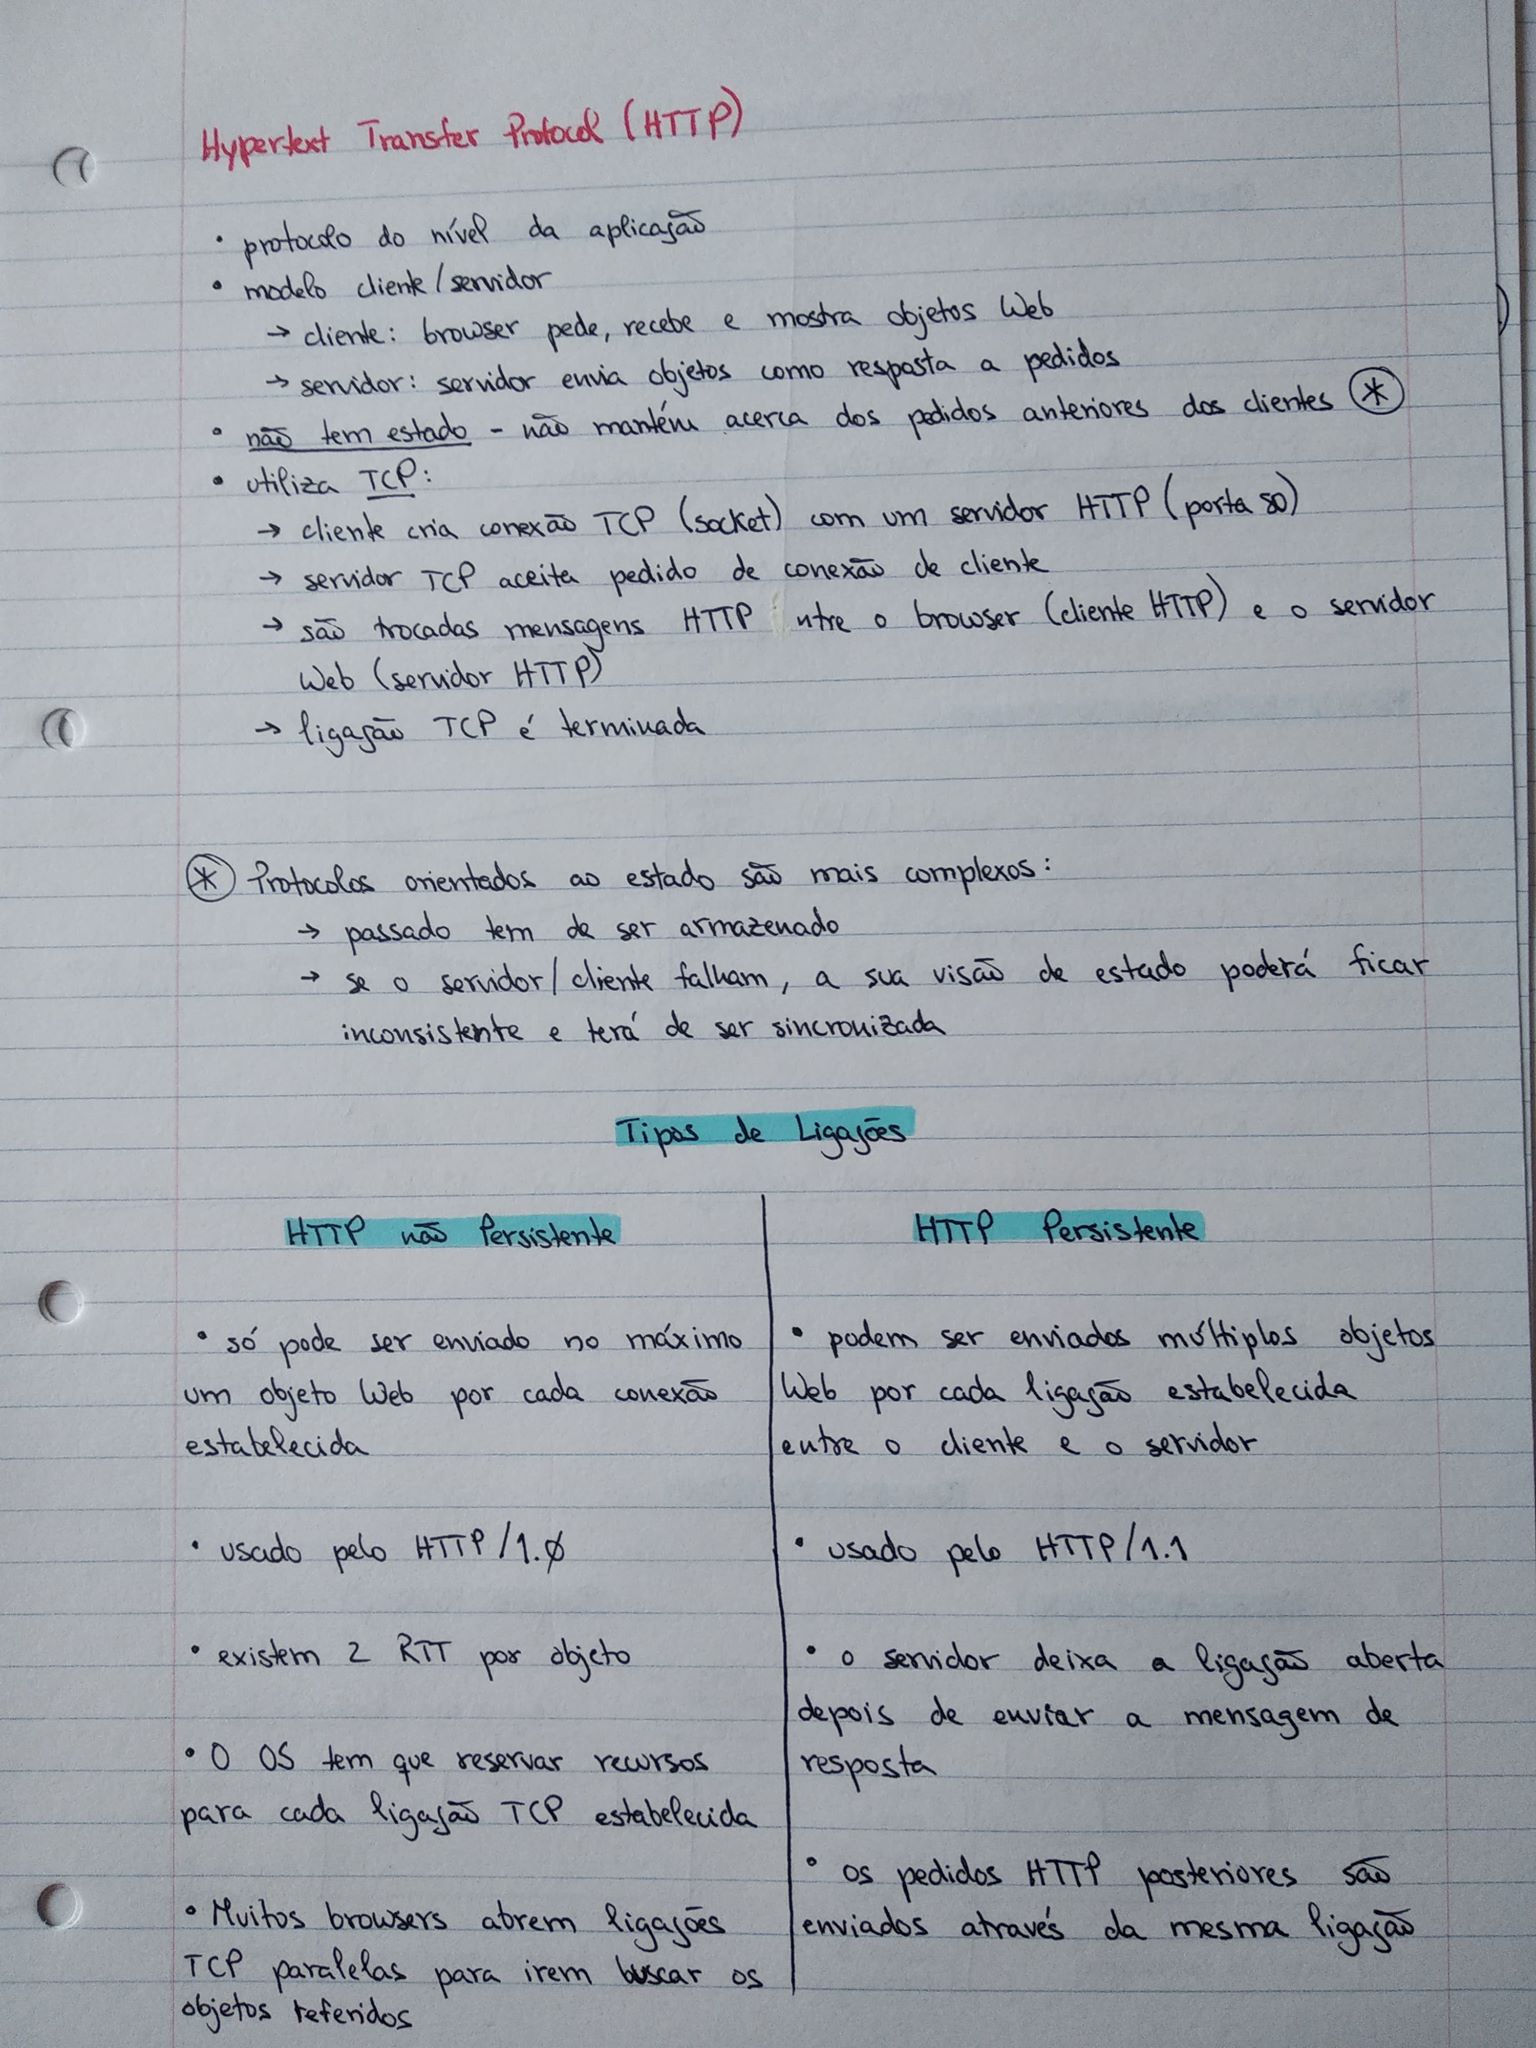 Hypertext Transfer Protocol (HTTP)
• protocolo do nível da aplicação
• modelo cliente/servidor
→ cliente: browser pede, recebe e mostra objetos Web
→ servidor: servidor envia objetos como resposta a pedidos
• não tem estado - não mantém acerca dos pedidos anteriores dos clientes *
• utiliza TCP:
→ cliente cria conexão TCP (socket) com um servidor HTTP (porta 80)
→ servidor TCP aceita pedido de conexão de cliente
→ são trocadas mensagens HTTP ntre o browser (cliente HTTP) e o servidor
Web (servidor HTTP)
→ ligação TCP é terminada
* Protocolos orientados ao estado são mais complexos:
→ passado tem de ser armazenado
→ se o servidor/cliente falham, a sua visão de estado poderá ficar
inconsistente e terá de ser sincronizada
Tipos de Ligações
HTTP não Persistente
• só pode ser enviado no máximo
um objeto Web por cada conexão
estabelecida
• usado pelo HTTP/1.0
• existem 2 RTT por objeto
• O OS tem que reservar recursos
para cada ligação TCP estabelecida
• Muitos browsers abrem ligações
TCP paralelas para irem buscar os
objetos referidos
HTTP Persistente
• podem ser enviados múltiplos objetos
Web por cada ligação estabelecida
entre o cliente e o servidor
• usado pelo HTTP/1.1
• o servidor deixa a ligação aberta
depois de enviar a mensagem de
resposta
• os pedidos HTTP posteriores são
enviados através da mesma ligação